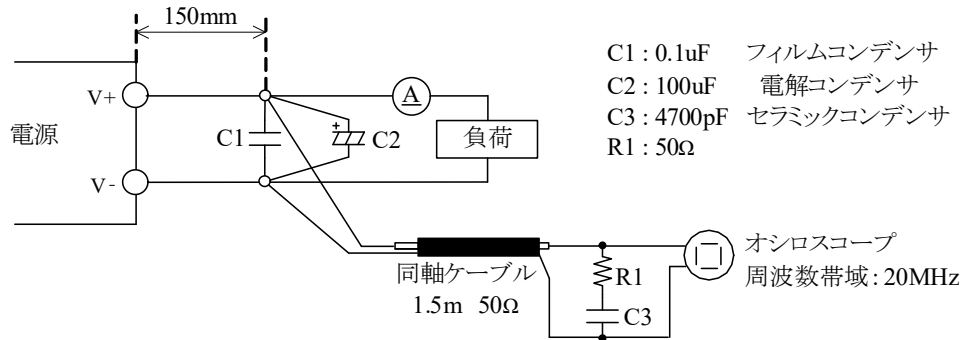 150mm
V+
電源
V-
C1
+
C2
A
負荷
C1 : 0.1uF フィルムコンデンサ
C2 : 100uF 電解コンデンサ
C3 : 4700pF セラミックコンデンサ
R1 : 50Ω
同軸ケーブル
1.5m 50Ω
R1
C3
オシロスコープ
周波数帯域：20MHz